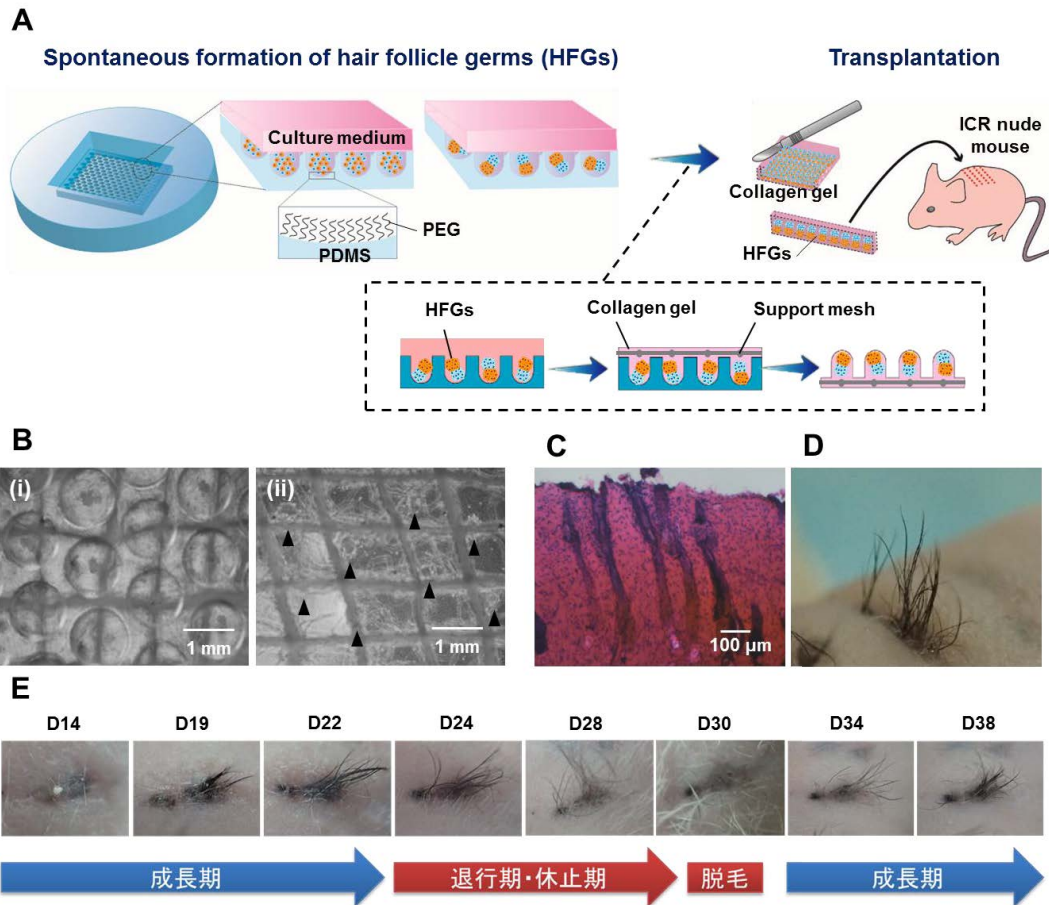 A
Spontaneous formation of hair follicle germs (HFGs)
Transplantation
Culture medium
PEG
PDMS
ICR nude
mouse
Collagen gel
HFGs
HFGs
Collagen gel
Support mesh
B
(i)
1 mm
(ii)
1 mm
C
100 µm
D
E
D14
D19
D22
D24
D28
D30
D34
D38
成長期
退行期・休止期
脱毛
成長期